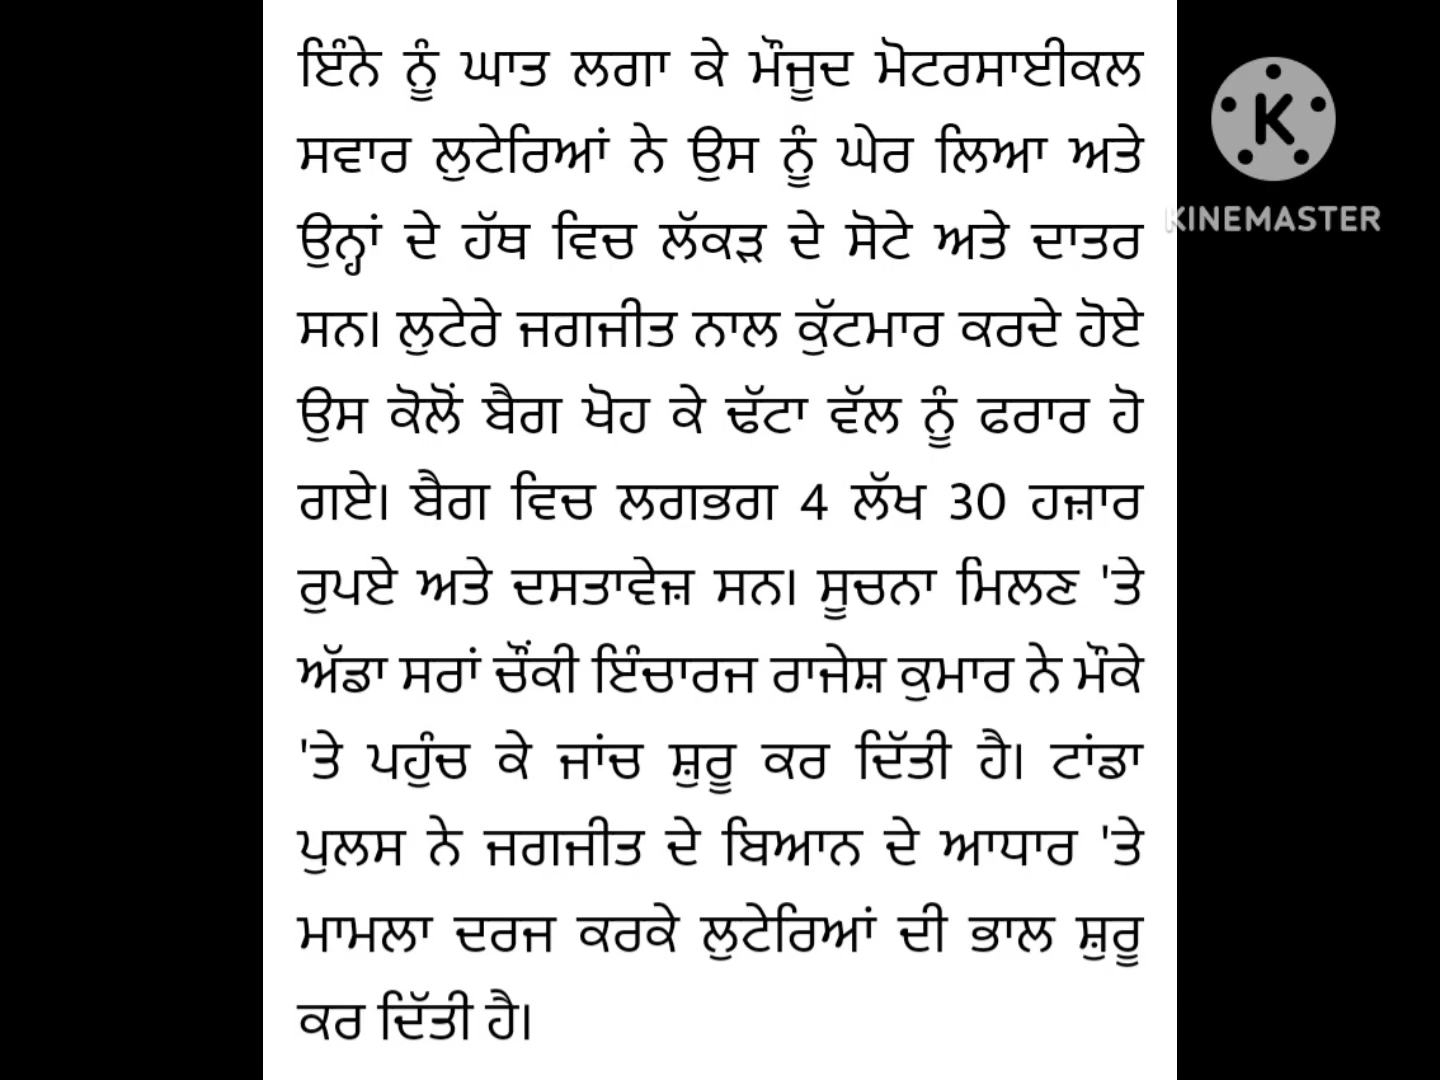 ਇੰਨੇ ਨੂੰ ਘਾਤ ਲਗਾ ਕੇ ਮੌਜੂਦ ਮੋਟਰਸਾਈਕਲ
ਸਵਾਰ ਲੁਟੇਰਿਆਂ ਨੇ ਉਸ ਨੂੰ ਘੇਰ ਲਿਆ ਅਤੇ
ਉਨ੍ਹਾਂ ਦੇ ਹੱਥ ਵਿਚ ਲੱਕੜ ਦੇ ਸੋਟੇ ਅਤੇ ਦਾਤਰ
ਸਨ। ਲੁਟੇਰੇ ਜਗਜੀਤ ਨਾਲ ਕੁੱਟਮਾਰ ਕਰਦੇ ਹੋਏ
ਉਸ ਕੋਲੋਂ ਬੈਗ ਖੋਹ ਕੇ ਢੱਟਾ ਵੱਲ ਨੂੰ ਫਰਾਰ ਹੋ
ਗਏ। ਬੈਗ ਵਿਚ ਲਗਭਗ 4 ਲੱਖ 30 ਹਜ਼ਾਰ
ਰੁਪਏ ਅਤੇ ਦਸਤਾਵੇਜ਼ ਸਨ। ਸੂਚਨਾ ਮਿਲਣ 'ਤੇ
ਅੱਡਾ ਸਰਾਂ ਚੌਂਕੀ ਇੰਚਾਰਜ ਰਾਜੇਸ਼ ਕੁਮਾਰ ਨੇ ਮੌਕੇ
'ਤੇ ਪਹੁੰਚ ਕੇ ਜਾਂਚ ਸ਼ੁਰੂ ਕਰ ਦਿੱਤੀ ਹੈ। ਟਾਂਡਾ
ਪੁਲਸ ਨੇ ਜਗਜੀਤ ਦੇ ਬਿਆਨ ਦੇ ਆਧਾਰ 'ਤੇ
ਮਾਮਲਾ ਦਰਜ ਕਰਕੇ ਲੁਟੇਰਿਆਂ ਦੀ ਭਾਲ ਸ਼ੁਰੂ
ਕਰ ਦਿੱਤੀ ਹੈ।
K
KINEMASTER